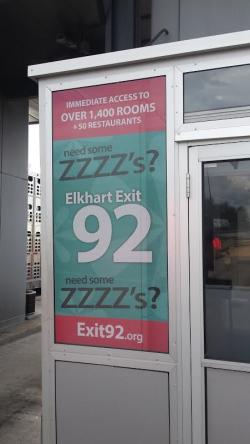 IMMEDIATE ACCESS TO
OVER 1,400 ROOMS
+ 50 RESTAURANTS
need some
ZZZZ's?
Elkhart Exit
92
need some
ZZZZ's?
Exit92.org